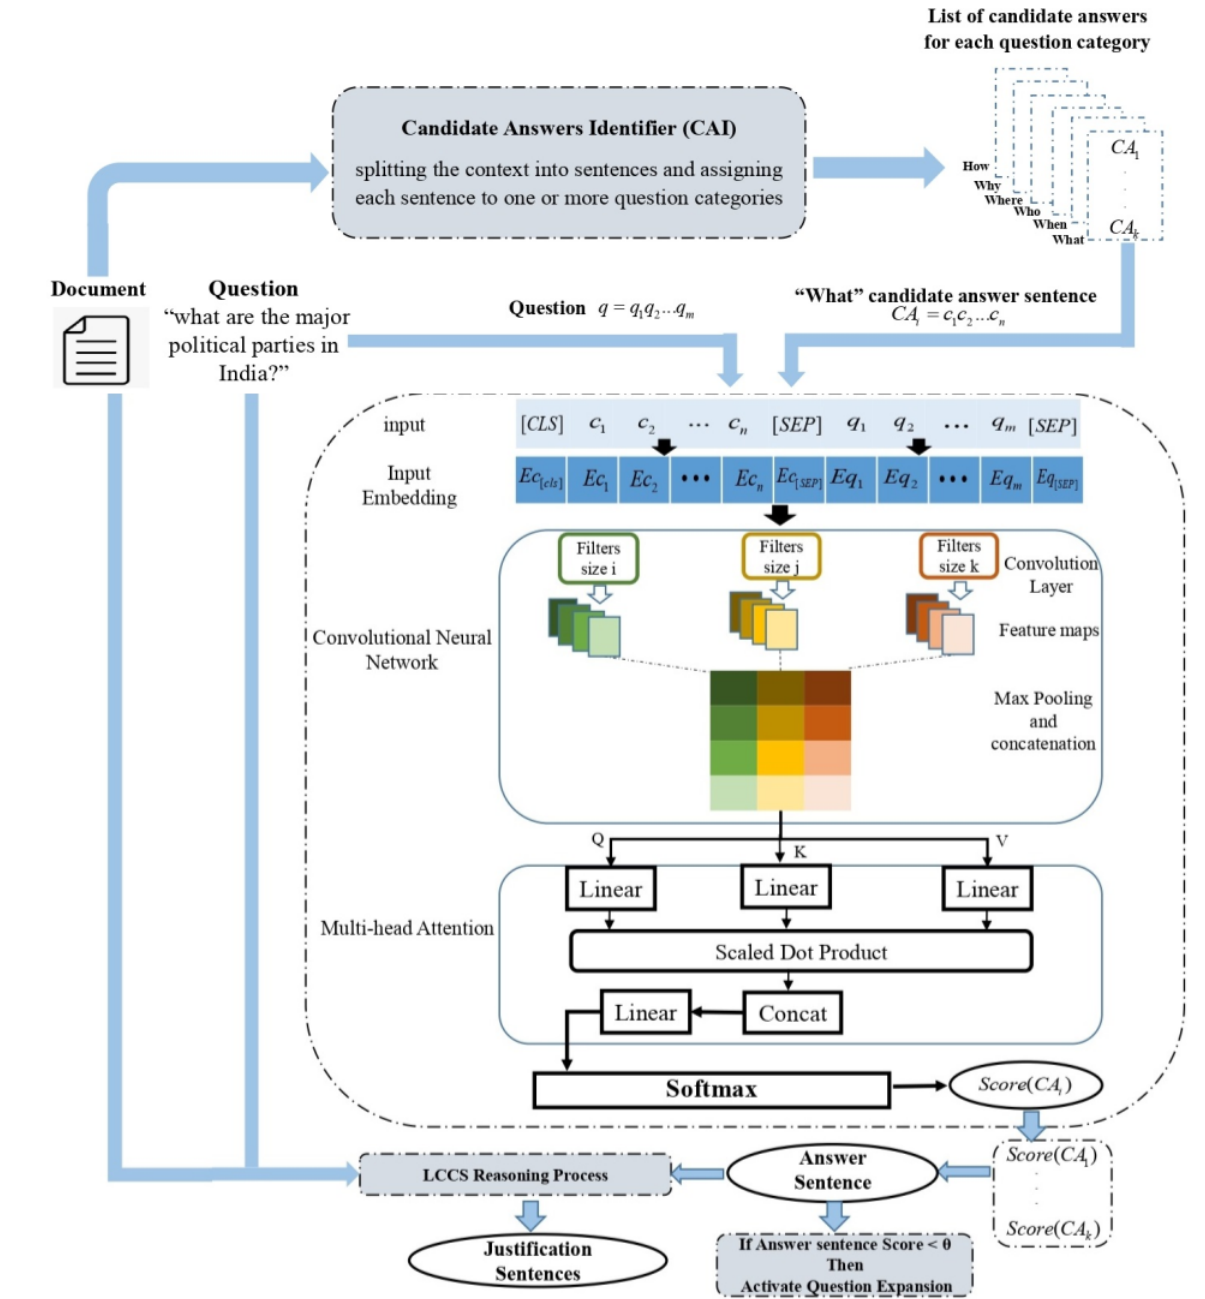 List of candidate answers
for each question category
Candidate Answers Identifier (CAI)
splitting the context into sentences and assigning
each sentence to one or more question categories
CA₁
.
.
.
CAₖ
How
Why
Where
Who
When
What
Document
Question
“what are the major
political parties in
India?”
Question q = q₁q₂...qₘ
“What” candidate answer sentence
CAᵢ = c₁c₂...cₙ
input
[CLS] c₁ c₂ ... cₙ [SEP] q₁ q₂ ... qₘ [SEP]
Input
Embedding
Ec[cls] Ec₁ Ec₂ ••• Ecₙ Ec[SEP] Eq₁ Eq₂ ••• Eqₘ Eq[SEP]
Filters
size i
Filters
size j
Filters
size k
Convolution
Layer
Feature maps
Convolutional Neural
Network
Max Pooling
and
concatenation
Q
K
V
Linear
Linear
Linear
Multi-head Attention
Scaled Dot Product
Linear
Concat
Softmax
Score(CAᵢ)
Score(CA₁)
.
.
Score(CAₖ)
Answer
Sentence
LCCS Reasoning Process
Justification
Sentences
If Answer sentence Score < θ
Then
Activate Question Expansion